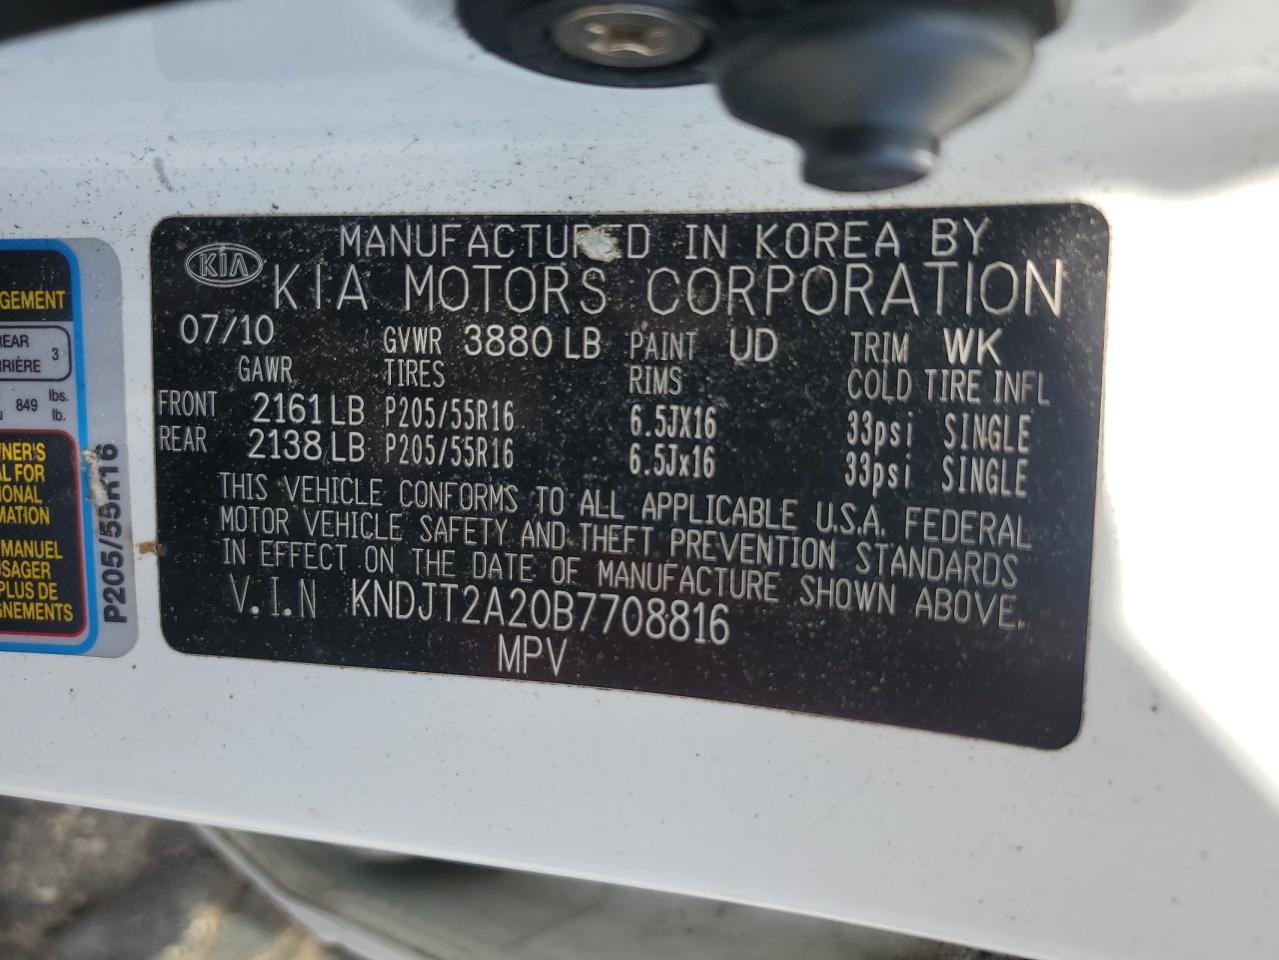 MANUFACTURED IN KOREA BY
KIA KIA MOTORS CORPORATION
07/10 GVWR 3880 LB PAINT UD TRIM WK
GAWR TIRES RIMS COLD TIRE INFL
FRONT 2161 LB P205/55R16 6.5JX16 33psi SINGLE
REAR 2138 LB P205/55R16 6.5Jx16 33psi SINGLE
THIS VEHICLE CONFORMS TO ALL APPLICABLE U.S.A. FEDERAL
MOTOR VEHICLE SAFETY AND THEFT PREVENTION STANDARDS
IN EFFECT ON THE DATE OF MANUFACTURE SHOWN ABOVE.
V.I.N KNDJT2A20B7708816
MPV
GEMENT
REAR 3
RRIÈRE
849 lbs.
lb.
NER'S
AL FOR
IONAL
MATION
MANUEL
USAGER
PLUS DE
GNEMENTS
P205/55R16